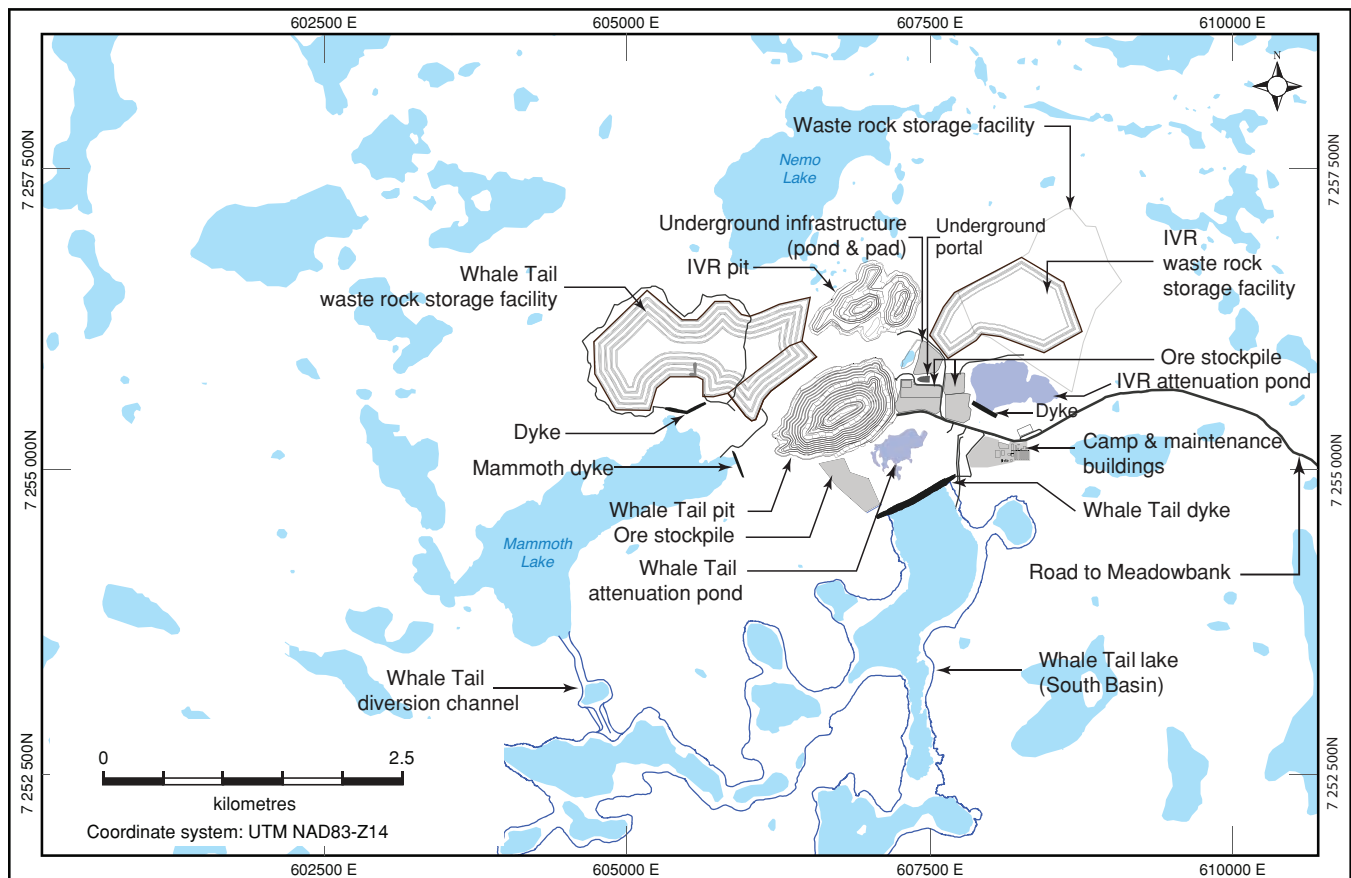 602500 E
605000 E
607500 E
610000 E
N
Waste rock storage facility
7 257 500N
7 257 500N
Nemo
Lake
Underground infrastructure
(pond & pad)
Underground
portal
IVR
waste rock
storage facility
IVR pit
Whale Tail
waste rock storage facility
Ore stockpile
IVR attenuation pond
Dyke
Dyke
Camp & maintenance
buildings
Mammoth dyke
7 255 000N
7 255 000N
Whale Tail pit
Ore stockpile
Whale Tail dyke
Mammoth
Lake
Whale Tail
attenuation pond
Road to Meadowbank
Whale Tail lake
(South Basin)
Whale Tail
diversion channel
0
2.5
kilometres
7 252 500N
7 252 500N
Coordinate system: UTM NAD83-Z14
602500 E
605000 E
607500 E
610000 E